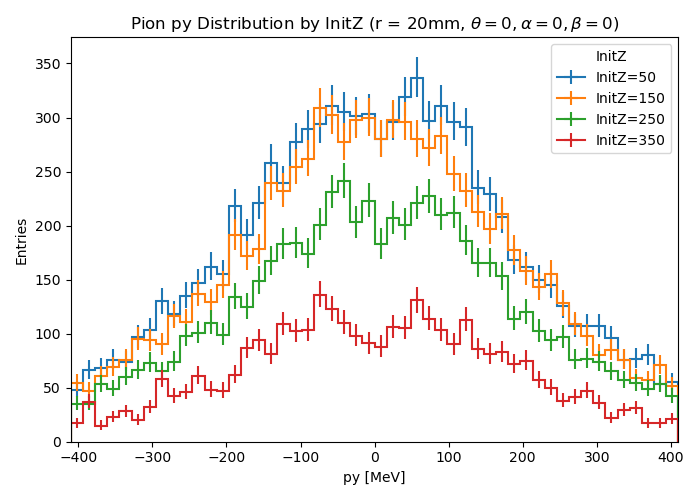 Pion py Distribution by InitZ (r = 20mm, θ = 0, α = 0, β = 0)
InitZ
InitZ=50
InitZ=150
InitZ=250
InitZ=350
Entries
350
300
250
200
150
100
50
0
−400 −300 −200 −100 0 100 200 300 400
py [MeV]